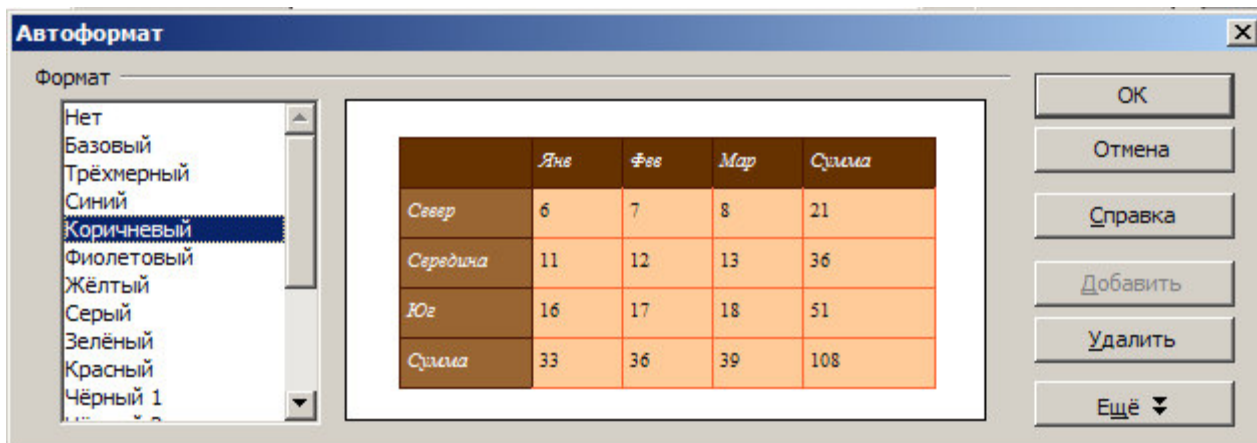 Автоформат
Формат
Нет
Базовый
Трёхмерный
Синий
Коричневый
Фиолетовый
Жёлтый
Серый
Зелёный
Красный
Чёрный 1
Янв Фев Мар Сумма
Север 6 7 8 21
Середина 11 12 13 36
Юг 16 17 18 51
Сумма 33 36 39 108
ОК
Отмена
Справка
Добавить
Удалить
Ещё